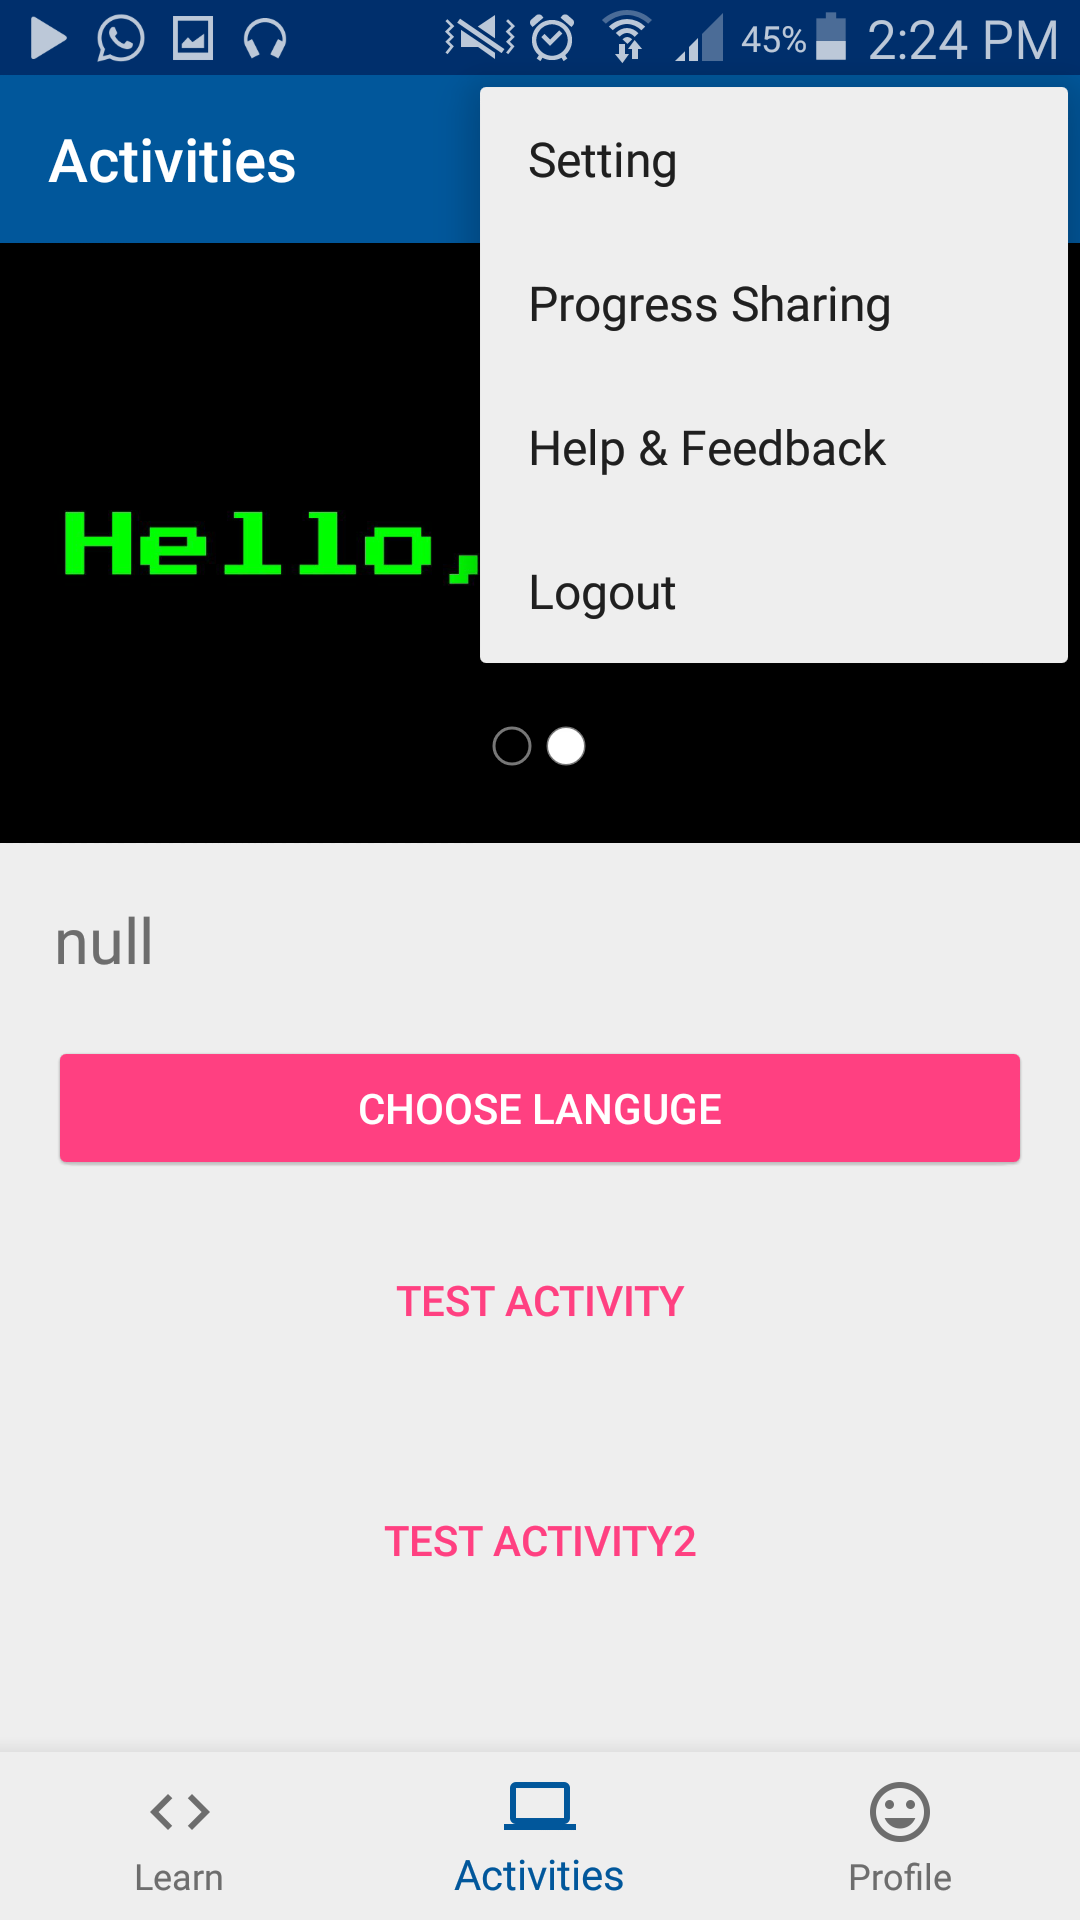 45% 2:24 PM
Activities
Setting
Progress Sharing
Help & Feedback
Logout
Hello,
null
CHOOSE LANGUGE
TEST ACTIVITY
TEST ACTIVITY2
Learn
Activities
Profile